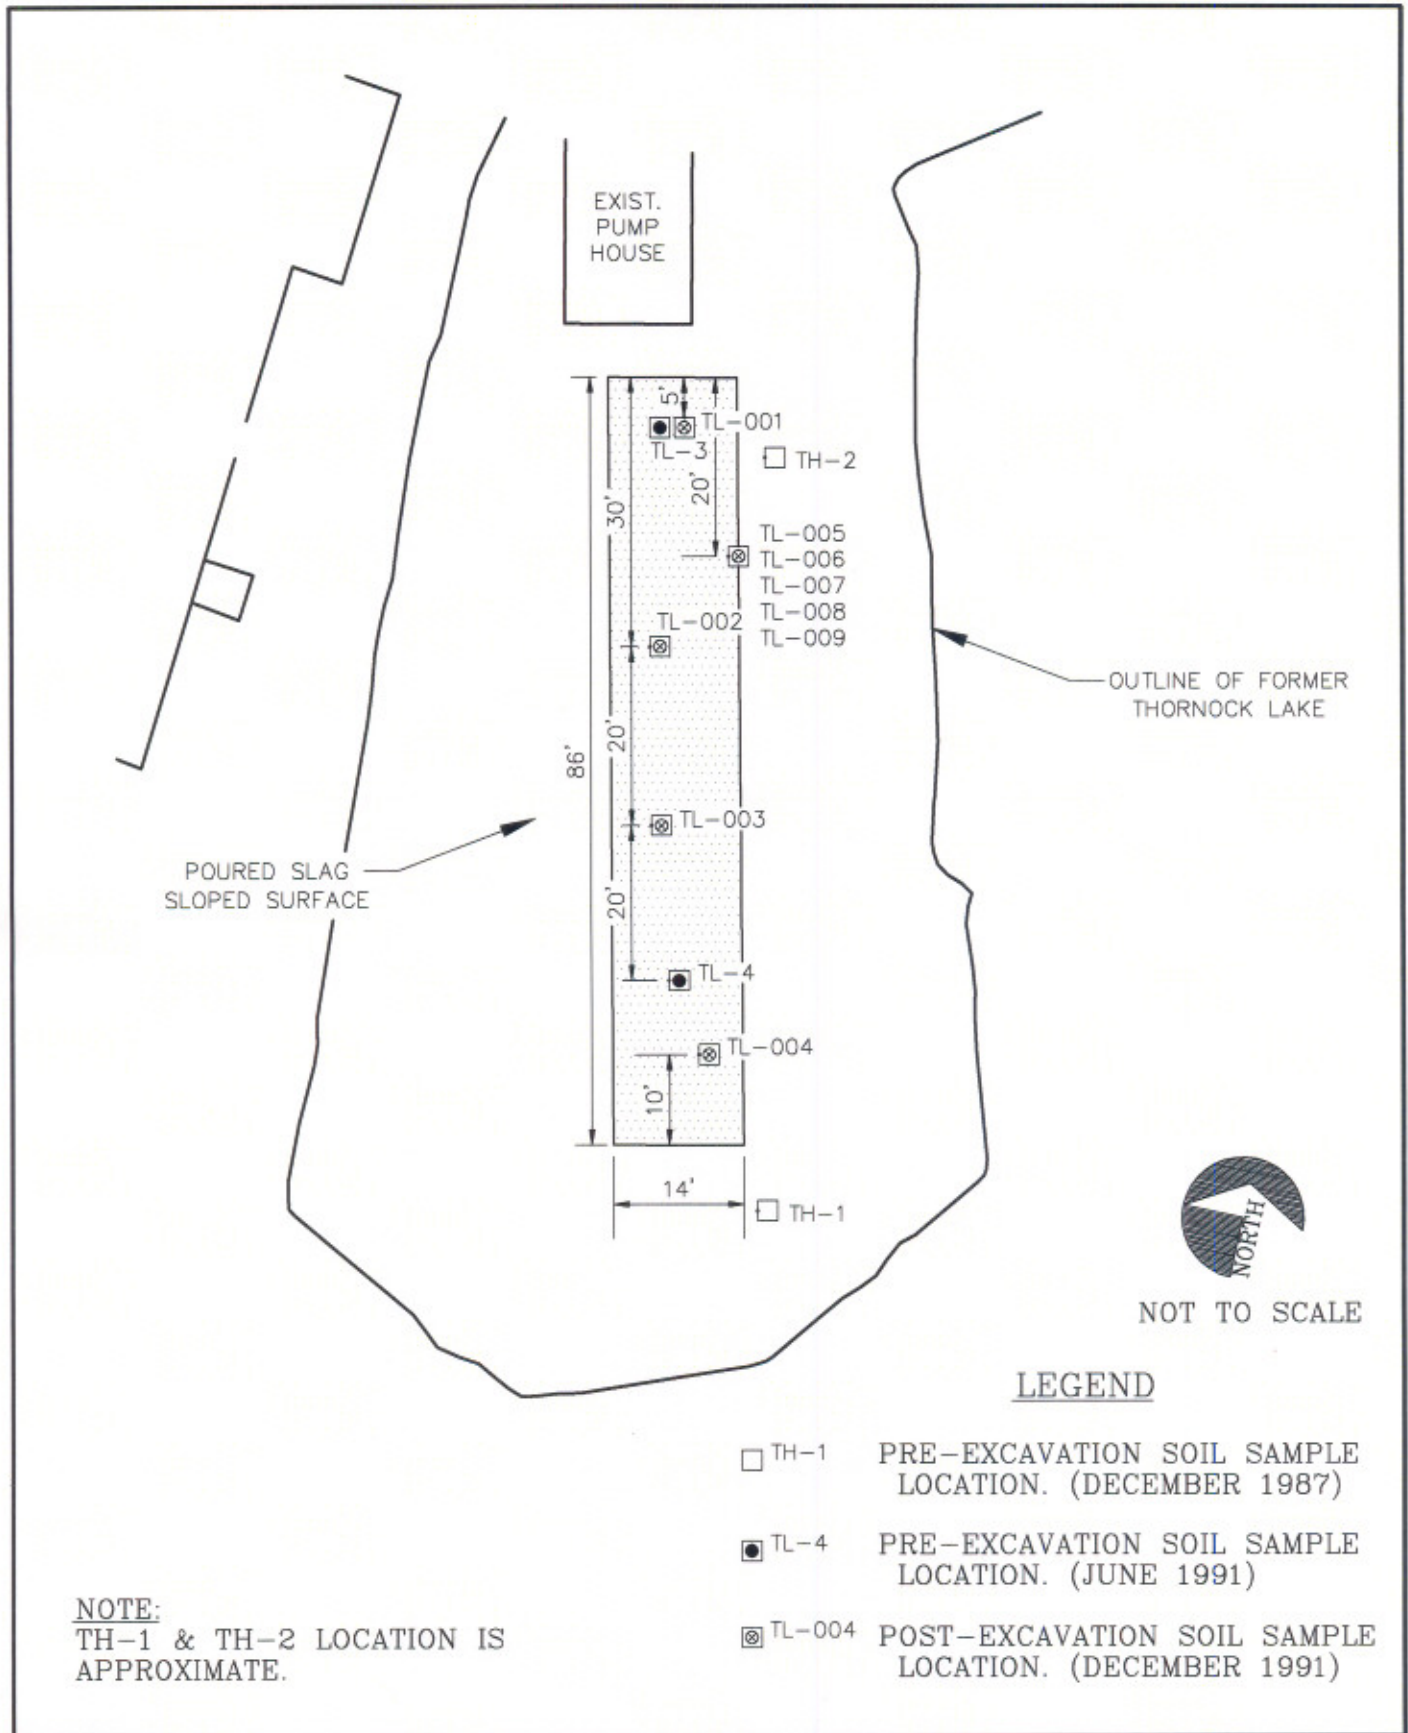 EXIST.
PUMP
HOUSE
5'
TL-001
TL-3
TH-2
20'
30'
TL-005
TL-006
TL-007
TL-008
TL-009
TL-002
OUTLINE OF FORMER
THORNOCK LAKE
20'
86'
TL-003
POURED SLAG
SLOPED SURFACE
20'
TL-4
TL-004
10'
14'
TH-1
NORTH
NOT TO SCALE
LEGEND
TH-1 PRE-EXCAVATION SOIL SAMPLE
LOCATION. (DECEMBER 1987)
TL-4 PRE-EXCAVATION SOIL SAMPLE
LOCATION. (JUNE 1991)
TL-004 POST-EXCAVATION SOIL SAMPLE
LOCATION. (DECEMBER 1991)
NOTE:
TH-1 & TH-2 LOCATION IS
APPROXIMATE.